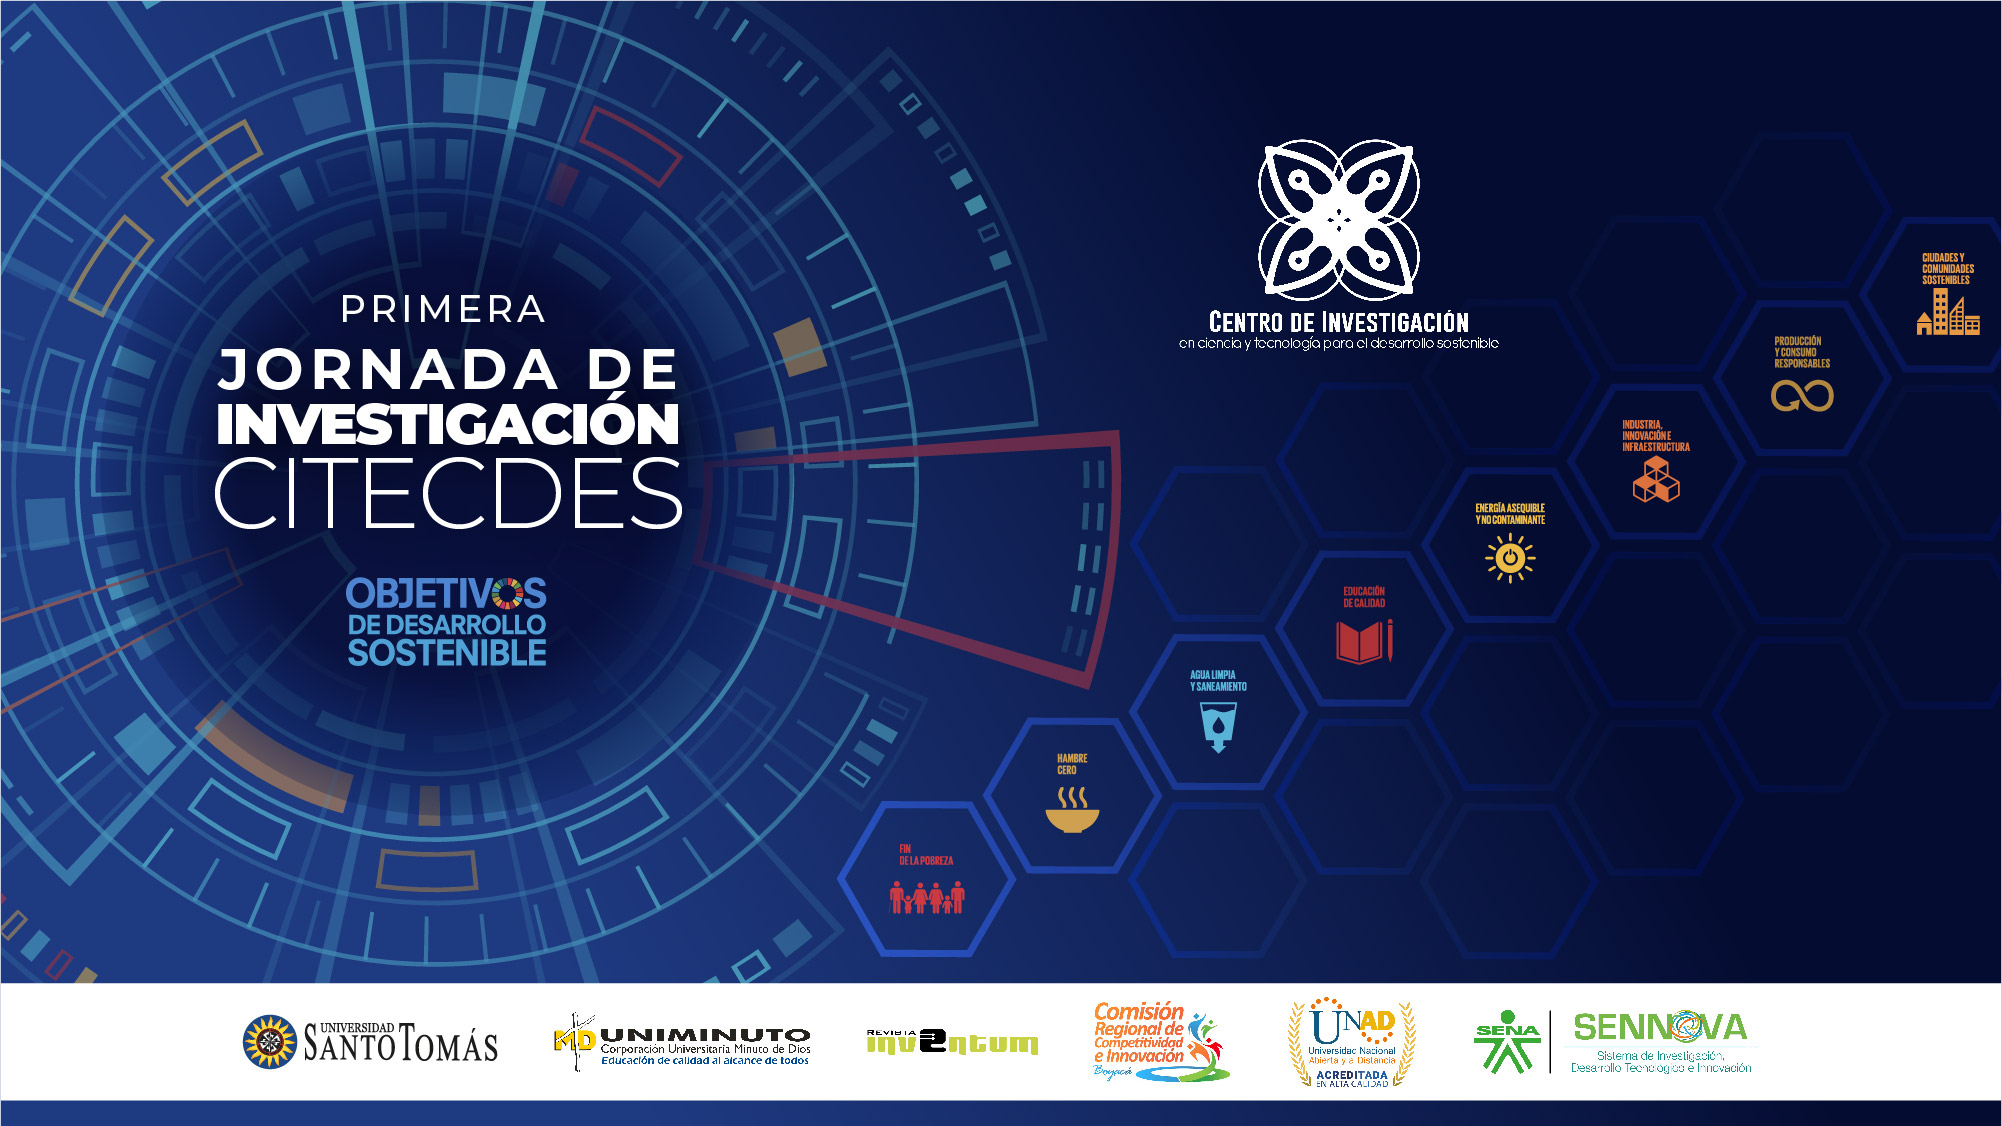 PRIMERA
JORNADA DE
INVESTIGACIÓN
CITECDES
OBJETIVOS
DE DESARROLLO
SOSTENIBLE
CENTRO DE INVESTIGACIÓN
en ciencia y tecnología para el desarrollo sostenible
CIUDADES Y
COMUNIDADES
SOSTENIBLES
PRODUCCIÓN
Y CONSUMO
RESPONSABLES
INDUSTRIA,
INNOVACIÓN E
INFRAESTRUCTURA
ENERGÍA ASEQUIBLE
Y NO CONTAMINANTE
EDUCACIÓN
DE CALIDAD
AGUA LIMPIA
Y SANEAMIENTO
HAMBRE
CERO
FIN
DE LA POBREZA
UNIVERSIDAD
SANTO TOMÁS
MD UNIMINUTO
Corporación Universitaria Minuto de Dios
Educación de calidad al alcance de todos
REVISTA
inv2ntum
Comisión
Regional de
Competitividad
e Innovación
Boyacá
UNAD
Universidad Nacional
Abierta y a Distancia
ACREDITADA
EN ALTA CALIDAD
SENA
SENNOVA
Sistema de Investigación,
Desarrollo Tecnológico e Innovación